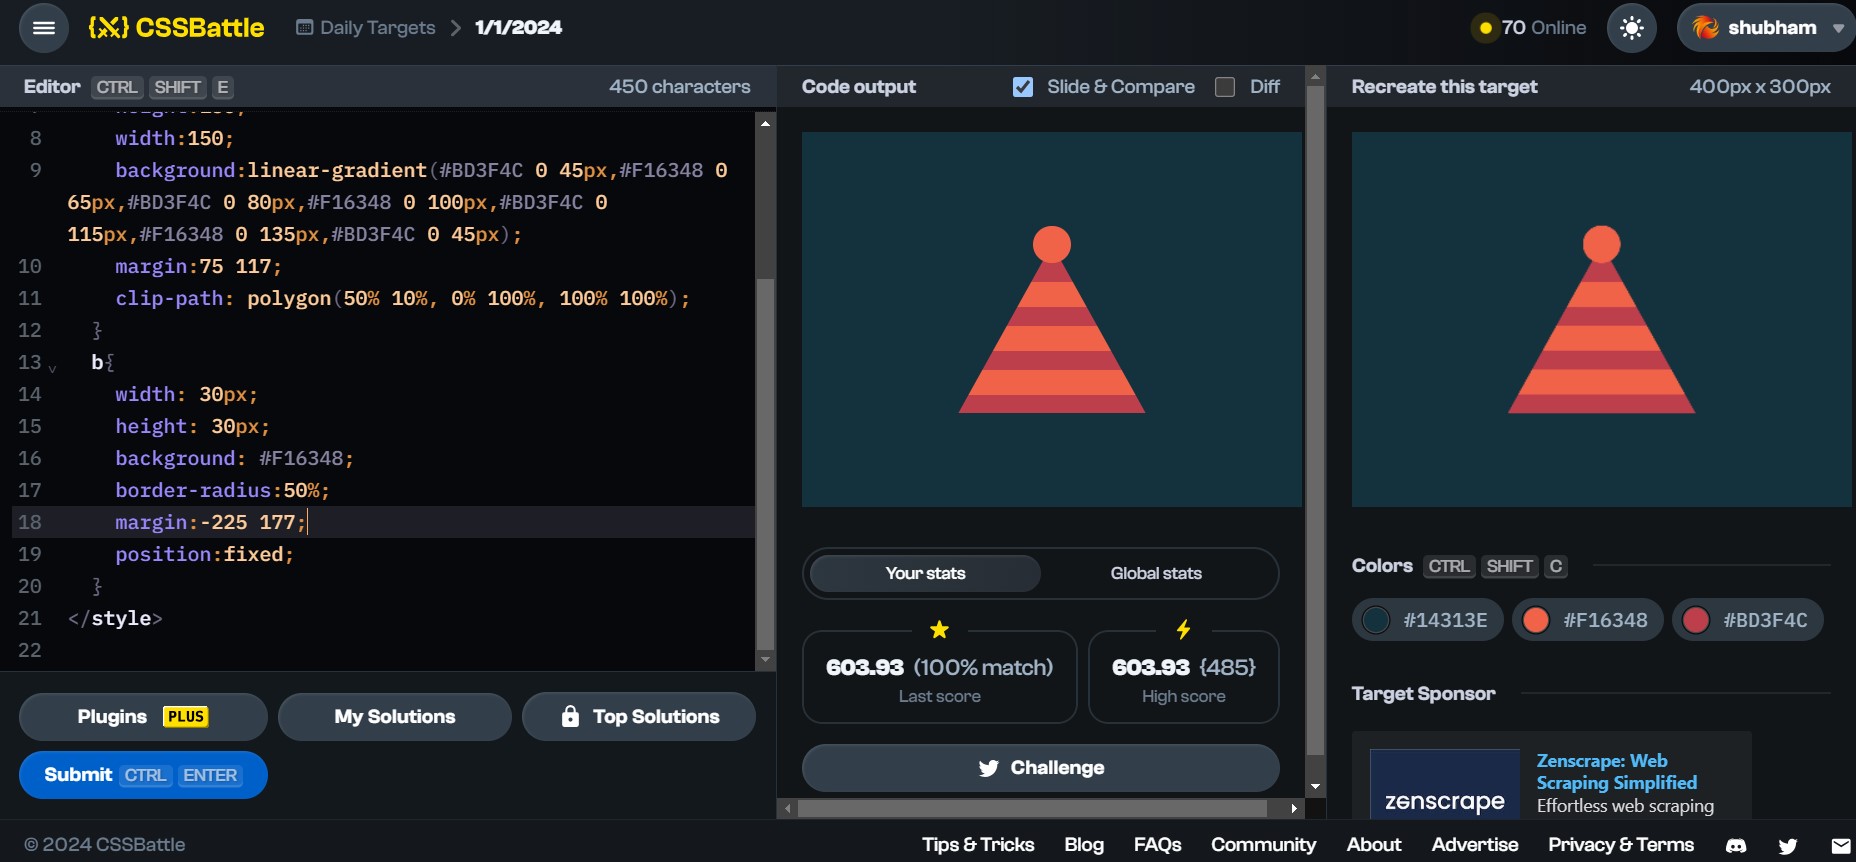 CSSBattle
Daily Targets
1/1/2024
70 Online
shubham
Editor CTRL SHIFT E
450 characters
8 width:150;
9 background:linear-gradient(#BD3F4C 0 45px,#F16348 0
65px,#BD3F4C 0 80px,#F16348 0 100px,#BD3F4C 0
115px,#F16348 0 135px,#BD3F4C 0 45px);
10 margin:75 117;
11 clip-path: polygon(50% 10%, 0% 100%, 100% 100%);
12 }
13 b{
14 width: 30px;
15 height: 30px;
16 background: #F16348;
17 border-radius:50%;
18 margin:-225 177;
19 position:fixed;
20 }
21 </style>
22
Plugins PLUS
My Solutions
Top Solutions
Submit CTRL ENTER
Code output
Slide & Compare
Diff
Your stats
Global stats
603.93 (100% match)
Last score
603.93 {485}
High score
Challenge
Recreate this target
400px x 300px
Colors CTRL SHIFT C
#14313E
#F16348
#BD3F4C
Target Sponsor
zenscrape
Zenscrape: Web
Scraping Simplified
Effortless web scraping
© 2024 CSSBattle
Tips & Tricks
Blog
FAQs
Community
About
Advertise
Privacy & Terms